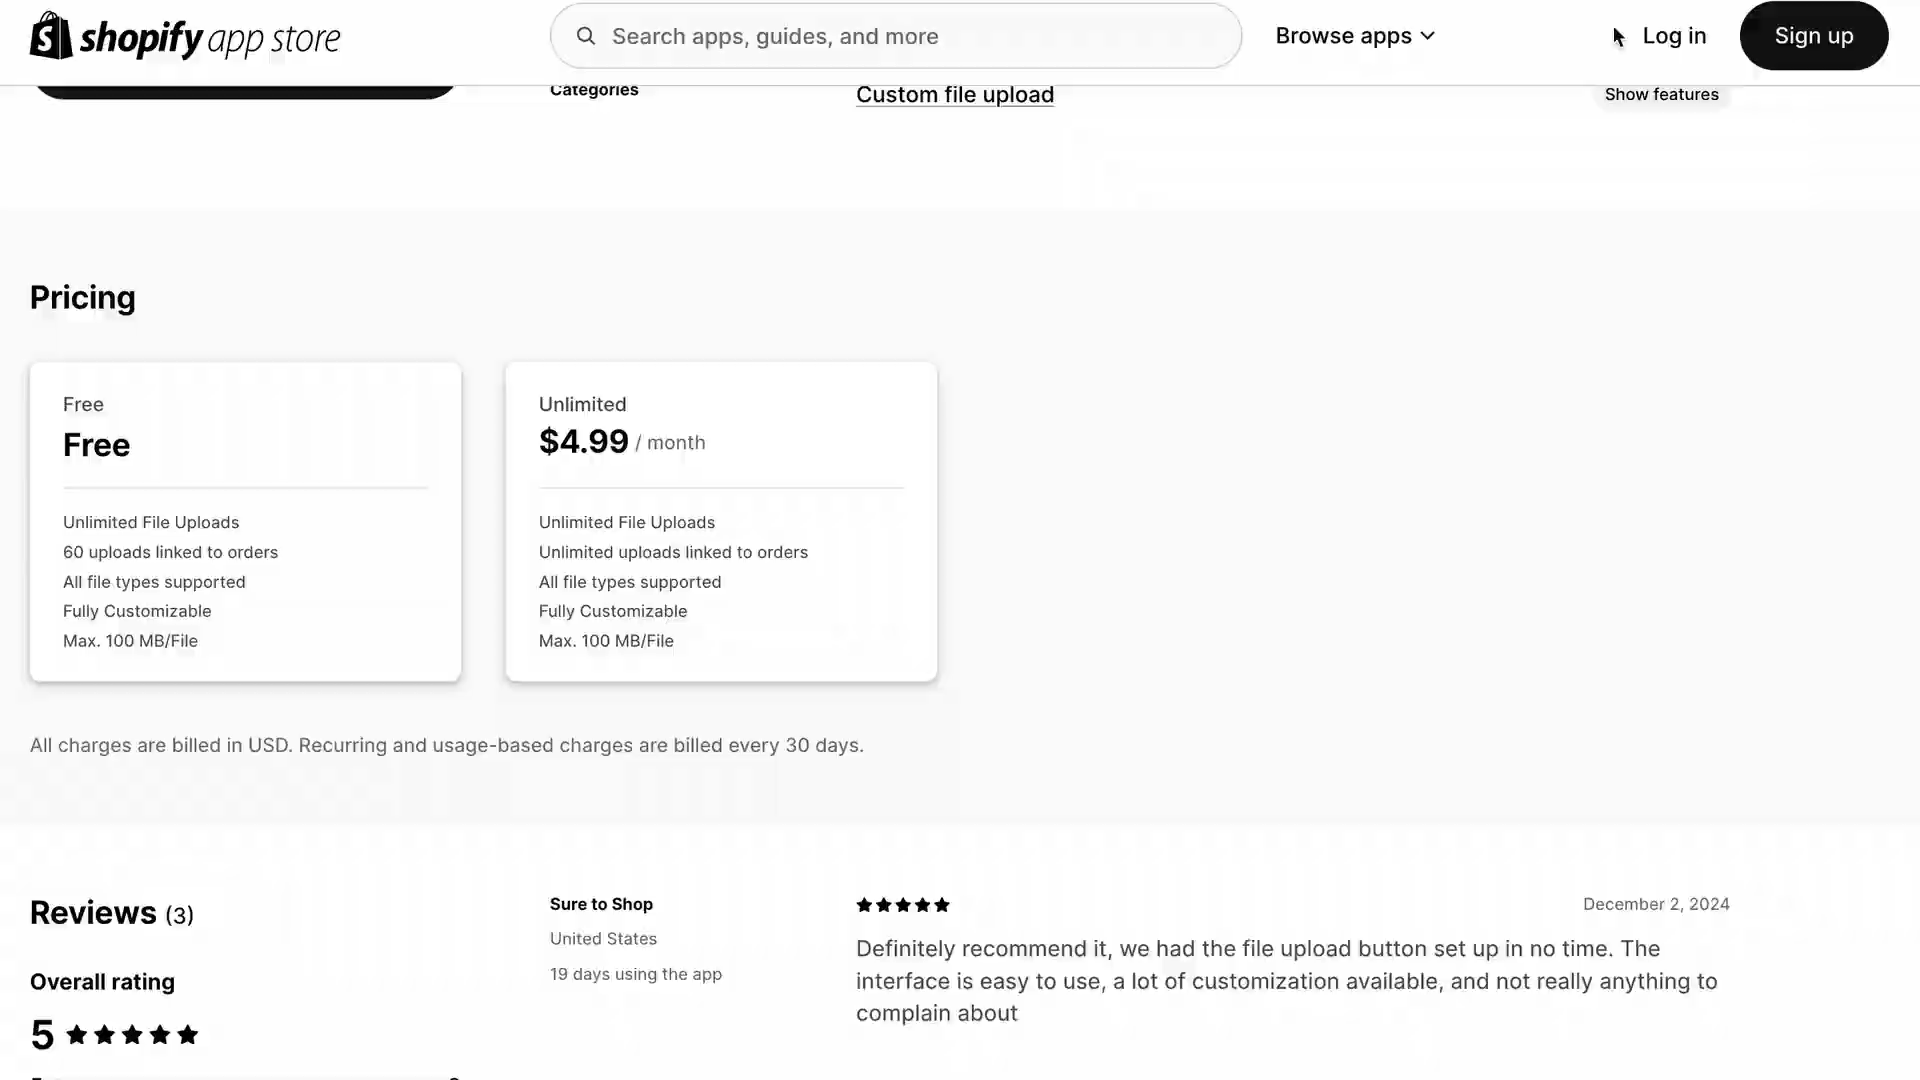 shopify app store
Search apps, guides, and more
Browse apps
Log in
Sign up
Categories
Custom file upload
Show features
Pricing
Free
Free
Unlimited File Uploads
60 uploads linked to orders
All file types supported
Fully Customizable
Max. 100 MB/File
Unlimited
$4.99 / month
Unlimited File Uploads
Unlimited uploads linked to orders
All file types supported
Fully Customizable
Max. 100 MB/File
All charges are billed in USD. Recurring and usage-based charges are billed every 30 days.
Reviews (3)
Overall rating
5
Sure to Shop
United States
19 days using the app
December 2, 2024
Definitely recommend it, we had the file upload button set up in no time. The
interface is easy to use, a lot of customization available, and not really anything to
complain about